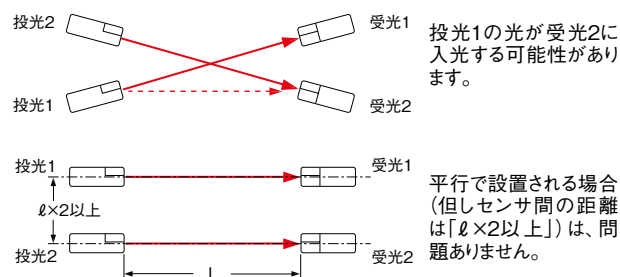 投光2
受光1
投光1の光が受光2に
入光する可能性があり
ます。
投光1
受光2
投光1
受光1
ℓ×2以上
平行で設置される場合
(但しセンサ間の距離
は「ℓ×2以上」)は、問
題ありません。
投光2
受光2
L